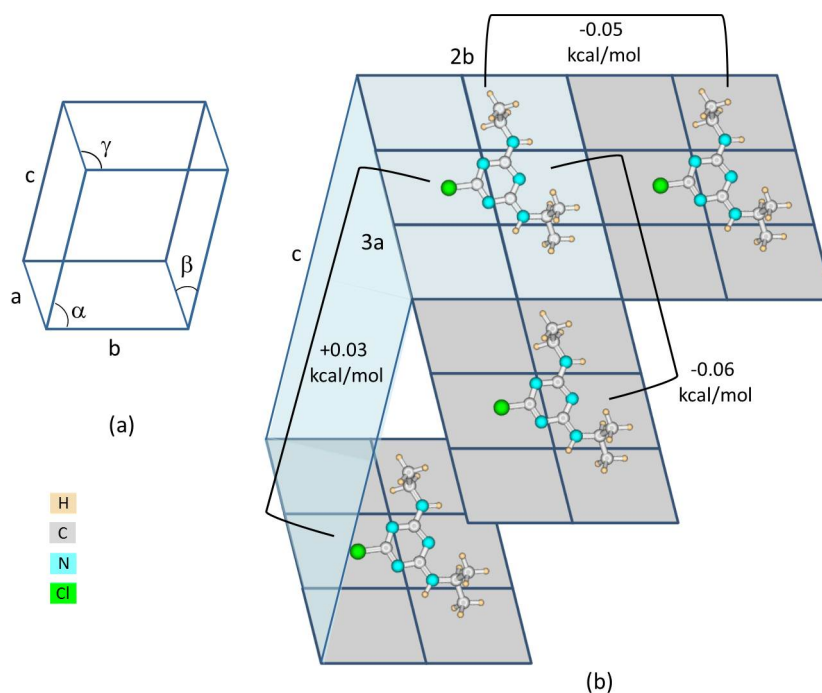 -0.05
kcal/mol
2b
γ
c
c
3a
β
a
α
b
+0.03
kcal/mol
-0.06
kcal/mol
(a)
H
C
N
Cl
(b)